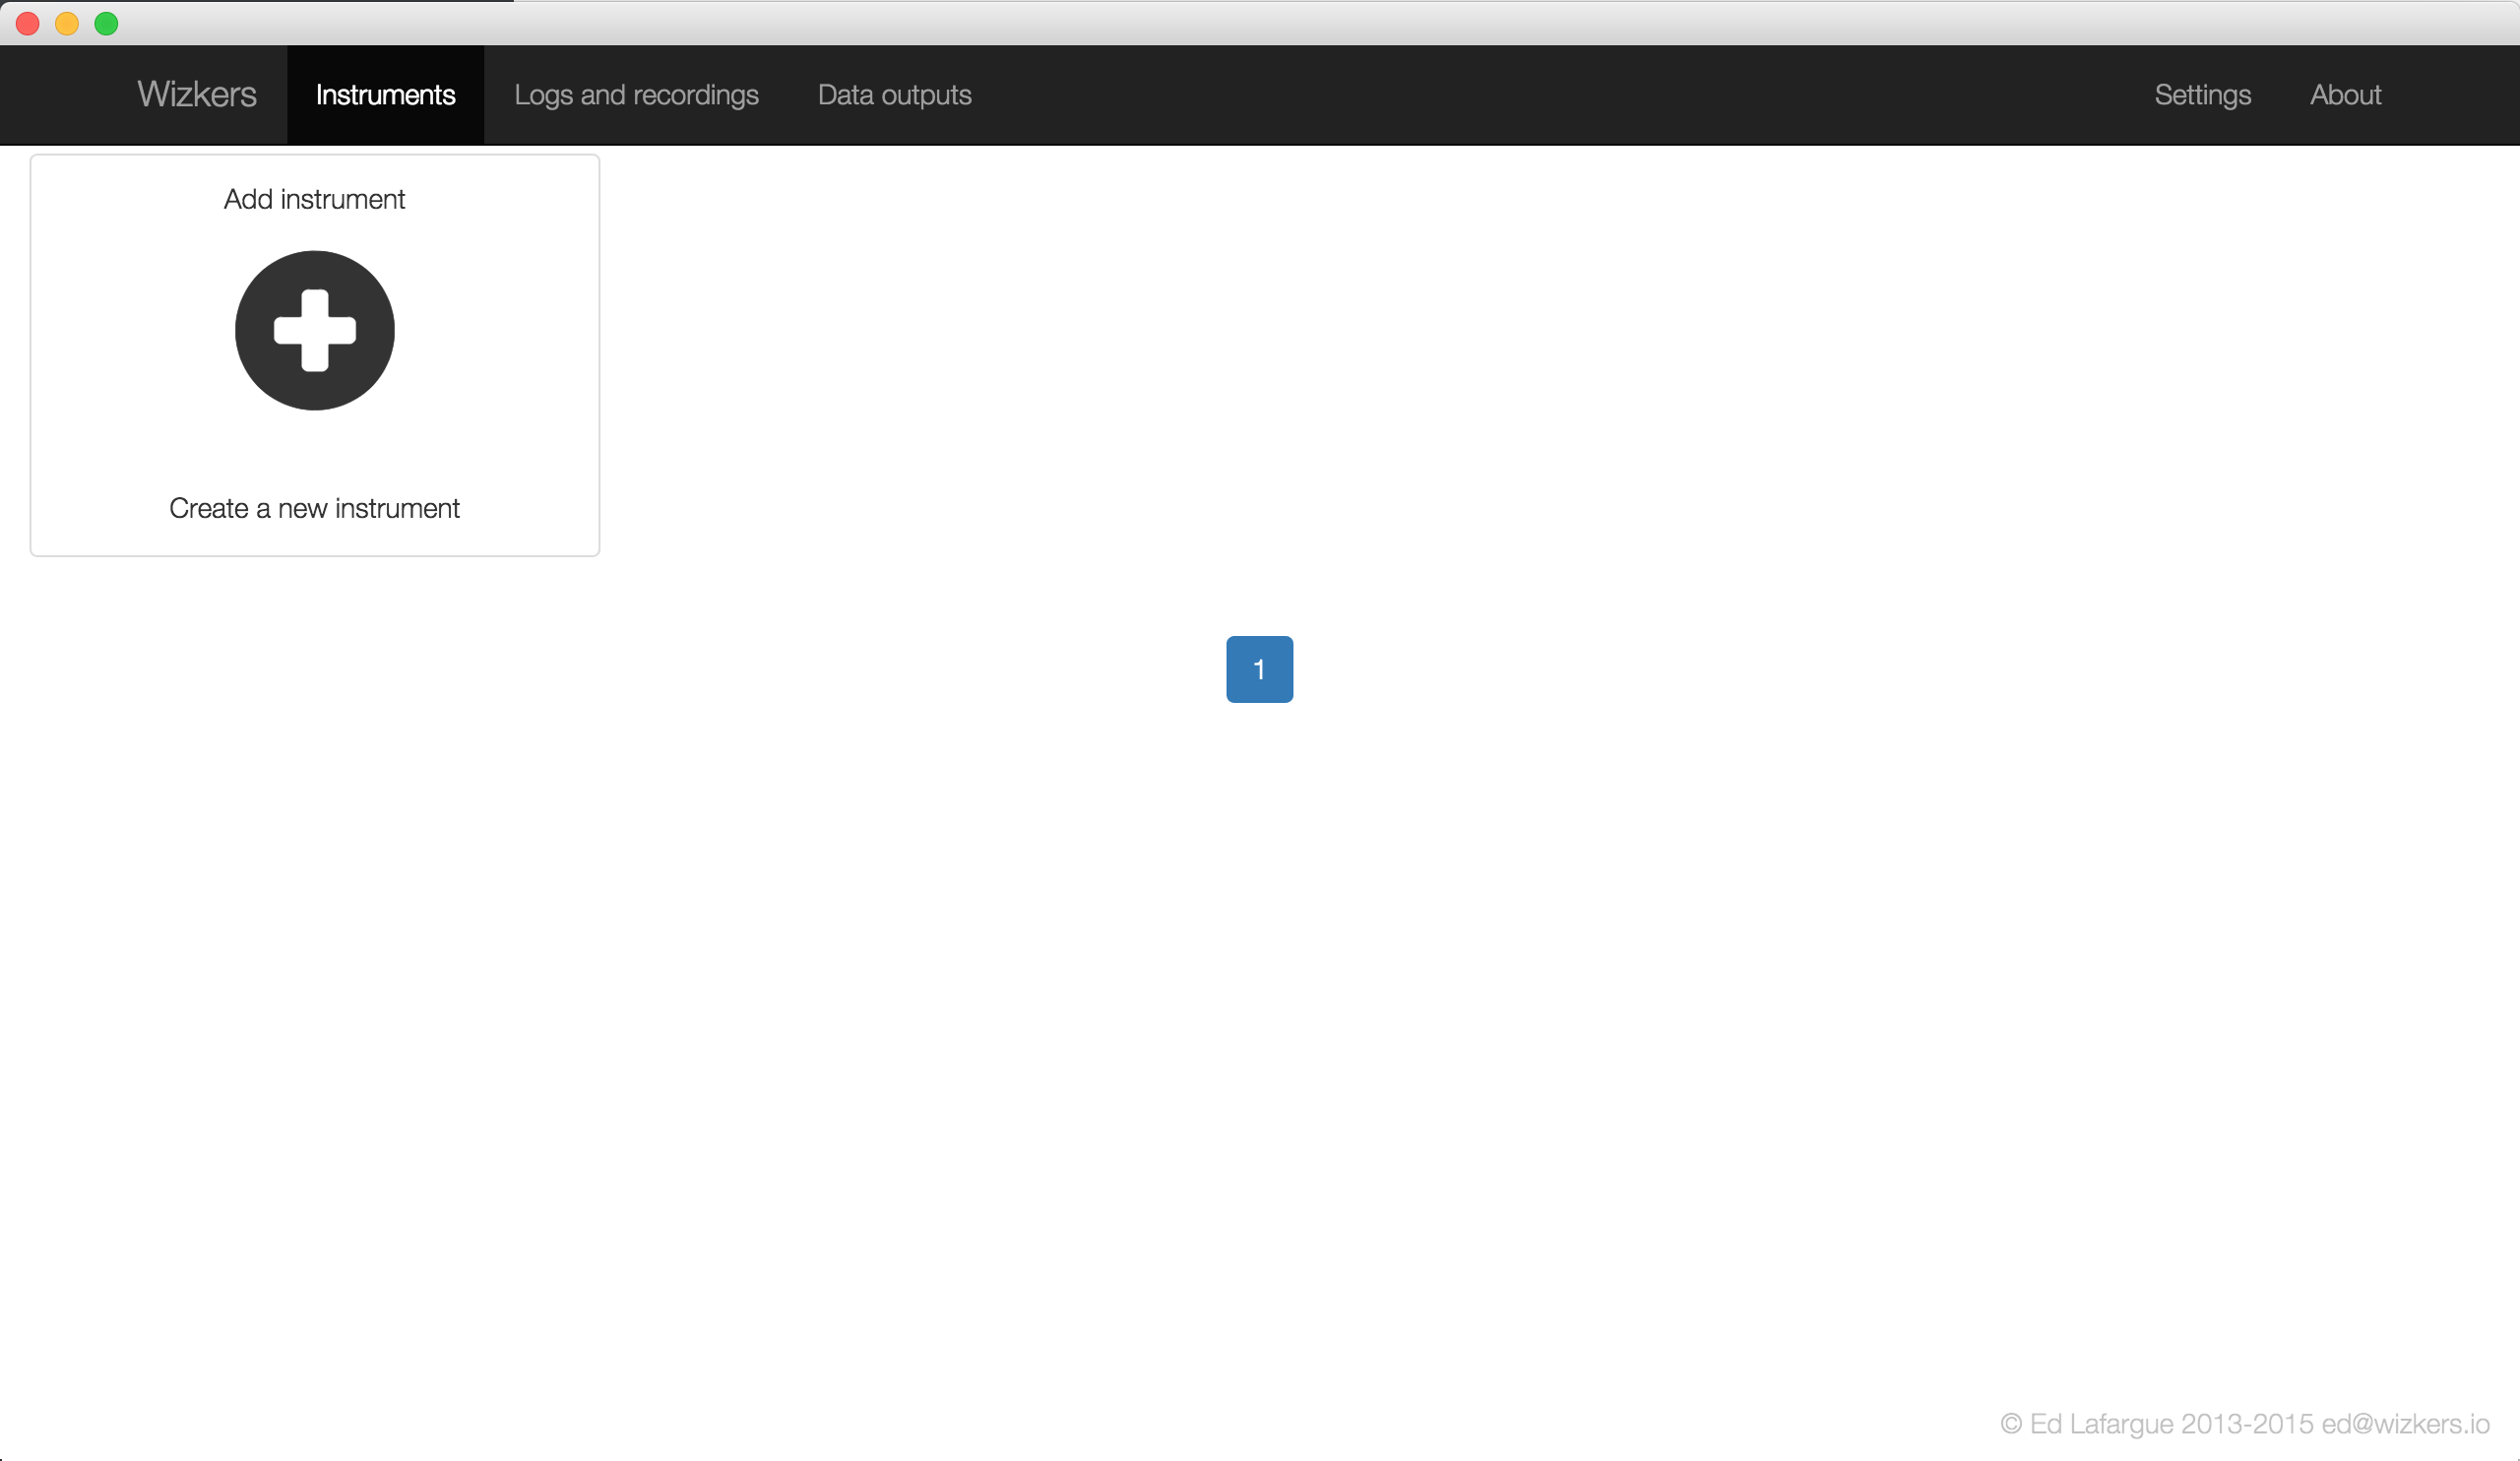 Wizkers Instruments Logs and recordings Data outputs Settings About
Add instrument
Create a new instrument
1
© Ed Lafargue 2013-2015 ed@wizkers.io